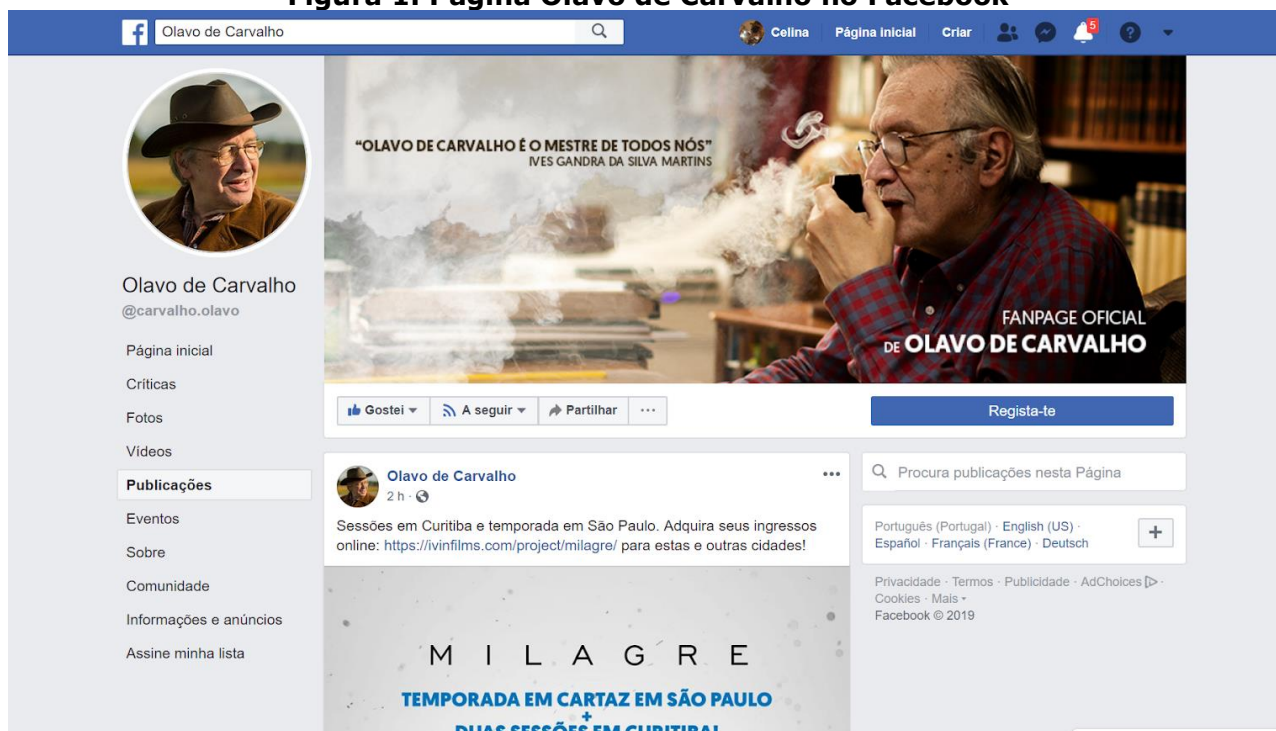 Figura 1: Página Olavo de Carvalho no Facebook
Olavo de Carvalho
Celina
Página inicial
Criar
5
"OLAVO DE CARVALHO É O MESTRE DE TODOS NÓS"
IVES GANDRA DA SILVA MARTINS
FANPAGE OFICIAL
DE OLAVO DE CARVALHO
Olavo de Carvalho
@carvalho.olavo
Página inicial
Críticas
Fotos
Vídeos
Publicações
Eventos
Sobre
Comunidade
Informações e anúncios
Assine minha lista
Gostei
A seguir
Partilhar
Regista-te
Olavo de Carvalho
2 h ·
Sessões em Curitiba e temporada em São Paulo. Adquira seus ingressos
online: https://ivinfilms.com/project/milagre/ para estas e outras cidades!
MILAGRE
TEMPORADA EM CARTAZ EM SÃO PAULO
+
DUAS SESSÕES EM CURITIBA!
Procura publicações nesta Página
Português (Portugal) · English (US) ·
Español · Français (France) · Deutsch
Privacidade · Termos · Publicidade · AdChoices ·
Cookies · Mais
Facebook © 2019